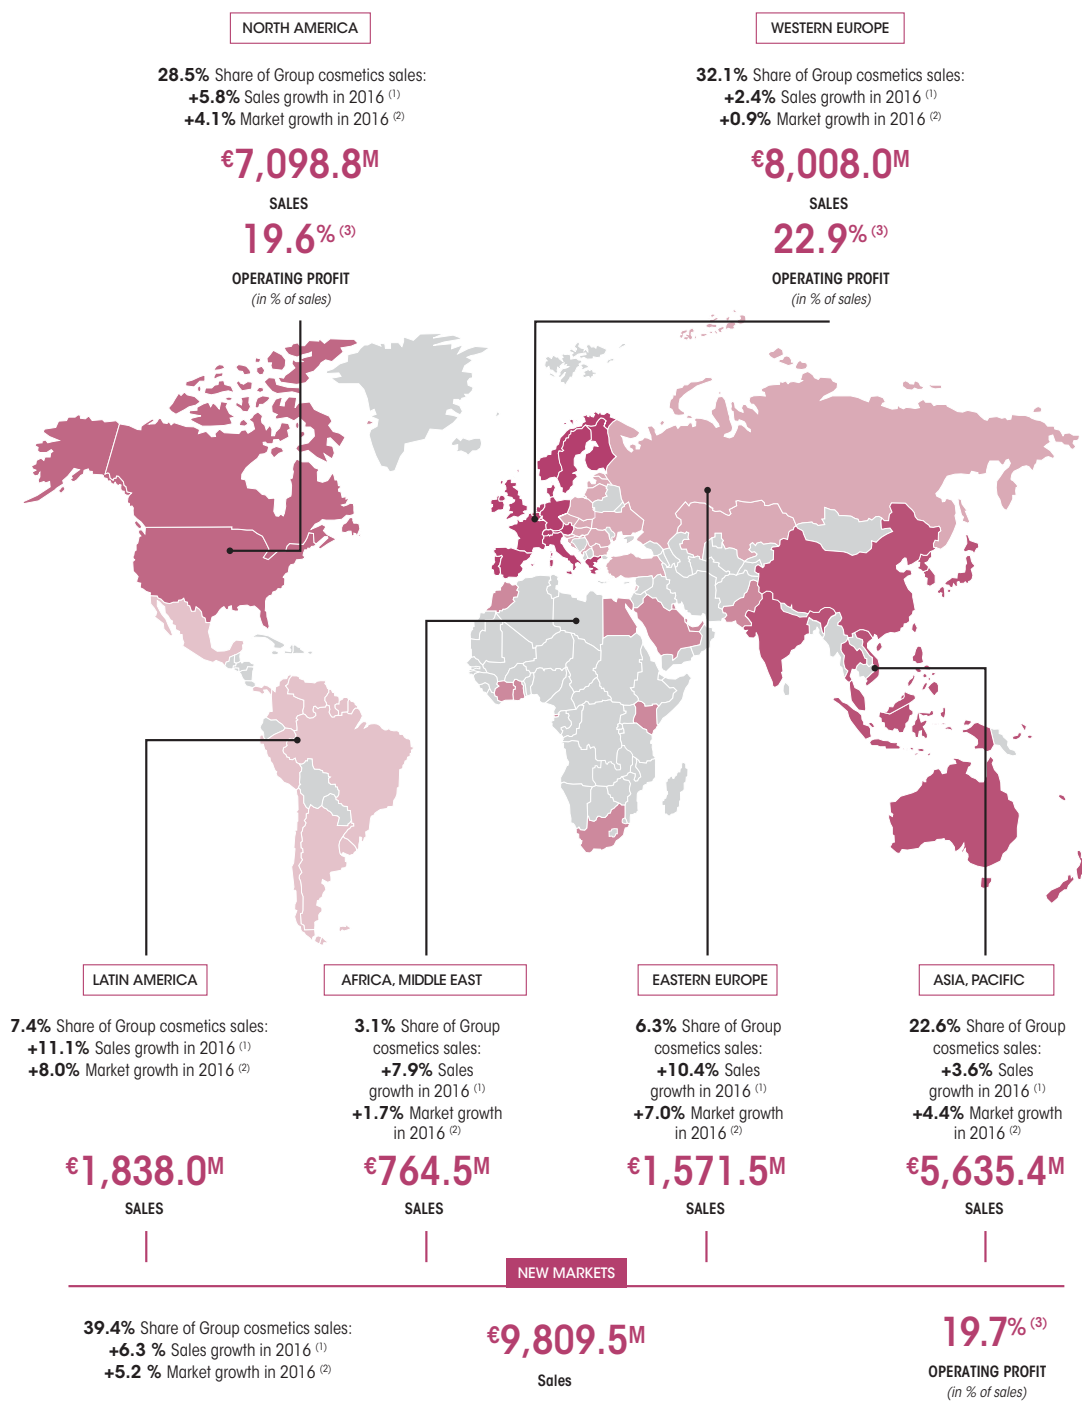 NORTH AMERICA
28.5% Share of Group cosmetics sales:
+5.8% Sales growth in 2016 (1)
+4.1% Market growth in 2016 (2)
€7,098.8M
SALES
19.6% (3)
OPERATING PROFIT
(in % of sales)
WESTERN EUROPE
32.1% Share of Group cosmetics sales:
+2.4% Sales growth in 2016 (1)
+0.9% Market growth in 2016 (2)
€8,008.0M
SALES
22.9% (3)
OPERATING PROFIT
(in % of sales)
LATIN AMERICA
7.4% Share of Group cosmetics sales:
+11.1% Sales growth in 2016 (1)
+8.0% Market growth in 2016 (2)
€1,838.0M
SALES
AFRICA, MIDDLE EAST
3.1% Share of Group
cosmetics sales:
+7.9% Sales
growth in 2016 (1)
+1.7% Market growth
in 2016 (2)
€764.5M
SALES
EASTERN EUROPE
6.3% Share of Group
cosmetics sales:
+10.4% Sales
growth in 2016 (1)
+7.0% Market growth
in 2016 (2)
€1,571.5M
SALES
ASIA, PACIFIC
22.6% Share of Group
cosmetics sales:
+3.6% Sales
growth in 2016 (1)
+4.4% Market growth
in 2016 (2)
€5,635.4M
SALES
NEW MARKETS
39.4% Share of Group cosmetics sales:
+6.3 % Sales growth in 2016 (1)
+5.2 % Market growth in 2016 (2)
€9,809.5M
Sales
19.7% (3)
OPERATING PROFIT
(in % of sales)